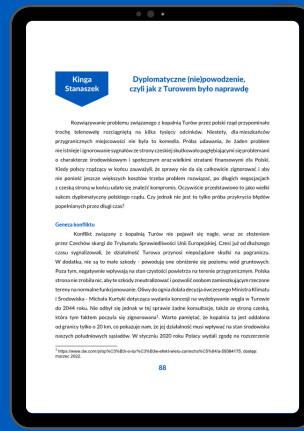 Kinga
Stanaszek
Dyplomatyczne (nie)powodzenie,
czyli jak z Turowem było naprawdę
Rozwiązywanie problemu związanego z kopalnią Turów przez polski rząd przypominało
trochę telenowelę rozciągniętą na kilka tysięcy odcinków. Niestety, dla mieszkańców
przygranicznych miejscowości nie była to komedia. Próba udawania, że żaden problem
nie istnieje i ignorowanie sygnałów ze strony czeskiej skutkowało pogłębiającymi się problemami
o charakterze środowiskowym i społecznym oraz wielkimi stratami finansowymi dla Polski.
Kiedy polscy rządzący w końcu zauważyli, że sprawy nie da się całkowicie zignorować i aby
nie ponieść jeszcze większych kosztów trzeba problem rozwiązać, po długich negocjacjach
z czeską stroną w końcu udało się znaleźć kompromis. Oczywiście przedstawiono to jako wielki
sukces dyplomatyczny polskiego rządu. Czy jednak nie jest to tylko próba przykrycia błędów
popełnianych przez długi czas?
Geneza konfliktu
Konflikt związany z kopalnią Turów nie pojawił się nagle, wraz ze złożeniem
przez Czechów skargi do Trybunału Sprawiedliwości Unii Europejskiej. Czesi już od dłuższego
czasu sygnalizowali, że działalność Turowa przynosi niepożądane skutki na pograniczu.
W dodatku, nie są to małe szkody - powodują one obniżenie się poziomu wód gruntowych.
Poza tym, negatywnie wpływają na stan czystości powietrza na terenie przygranicznym. Polska
strona nie zrobiła nic, aby te szkody zneutralizować i pozwolić osobom zamieszkującym rzeczone
tereny na normalne funkcjonowanie. Oliwy do ognia dolała decyzja ówczesnego Ministra Klimatu
i Środowiska - Michała Kurtyki dotycząca wydania koncesji na wydobywanie węgla w Turowie
do 2044 roku. Nie odbył się jednak w tej sprawie żadne konsultacje, także ze stroną czeską,
która tym faktem poczuła się zignorowana¹. Warto pamiętać, że kopalnia ta jest oddalona
od granicy tylko o 20 km, co pokazuje nam, że jej działalność musi wpływać na stan środowiska
naszych południowych sąsiadów. W styczniu 2020 roku Polacy wydali zgodę na rozszerzenie
88